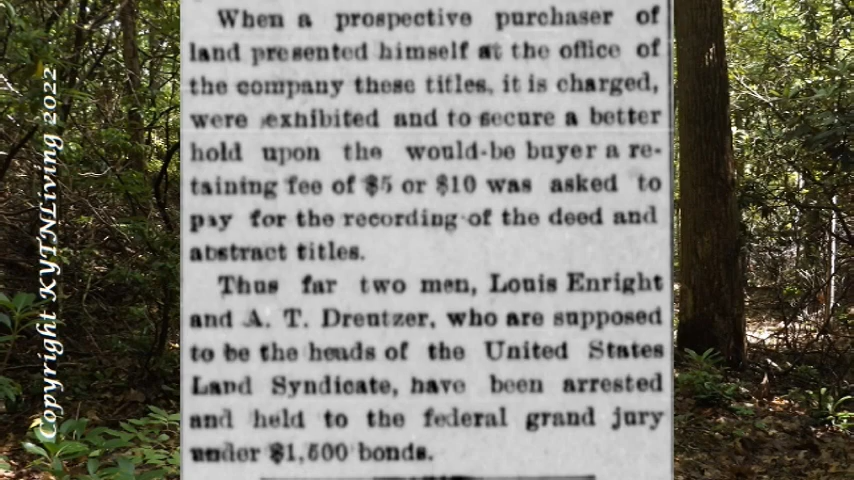 When a prospective purchaser of
land presented himself at the office of
the company these titles, it is charged,
were exhibited and to secure a better
hold upon the would-be buyer a re-
taining fee of $5 or $10 was asked to
pay for the recording of the deed and
abstract titles.
Thus far two men, Louis Enright
and A. T. Drentzer, who are supposed
to be the heads of the United States
Land Syndicate, have been arrested
and held to the federal grand jury
under $1,500 bonds.
Copyright KYTNLiving 2022